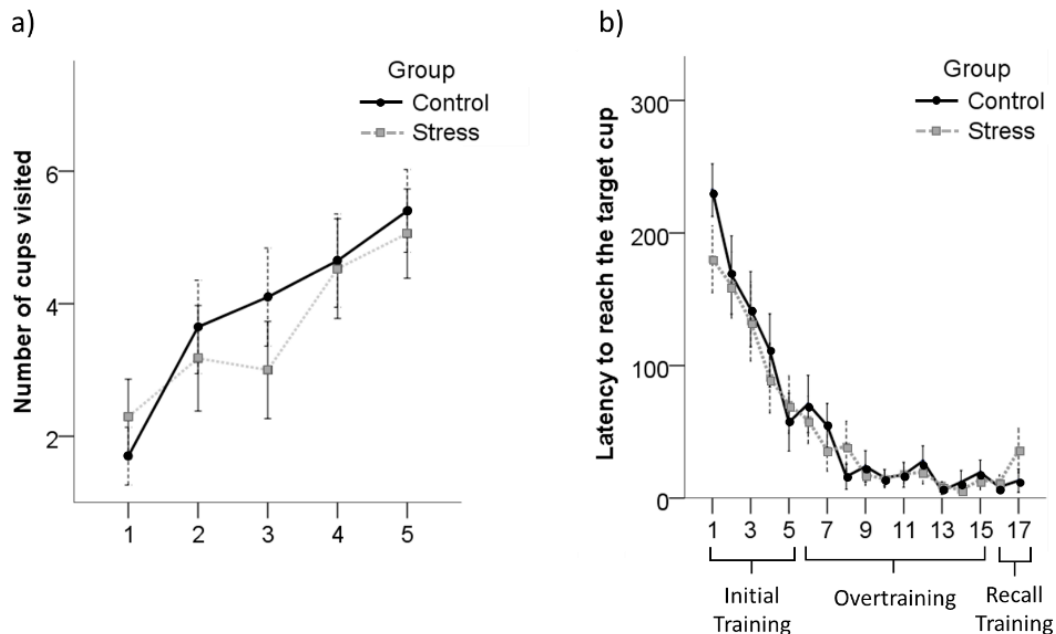 a)
Group
Control
Stress
Number of cups visited
6
4
2
1 2 3 4 5
b)
Group
Control
Stress
Latency to reach the target cup
300
200
100
0
1 3 5 7 9 11 13 15 17
Initial Training
Overtraining
Recall Training